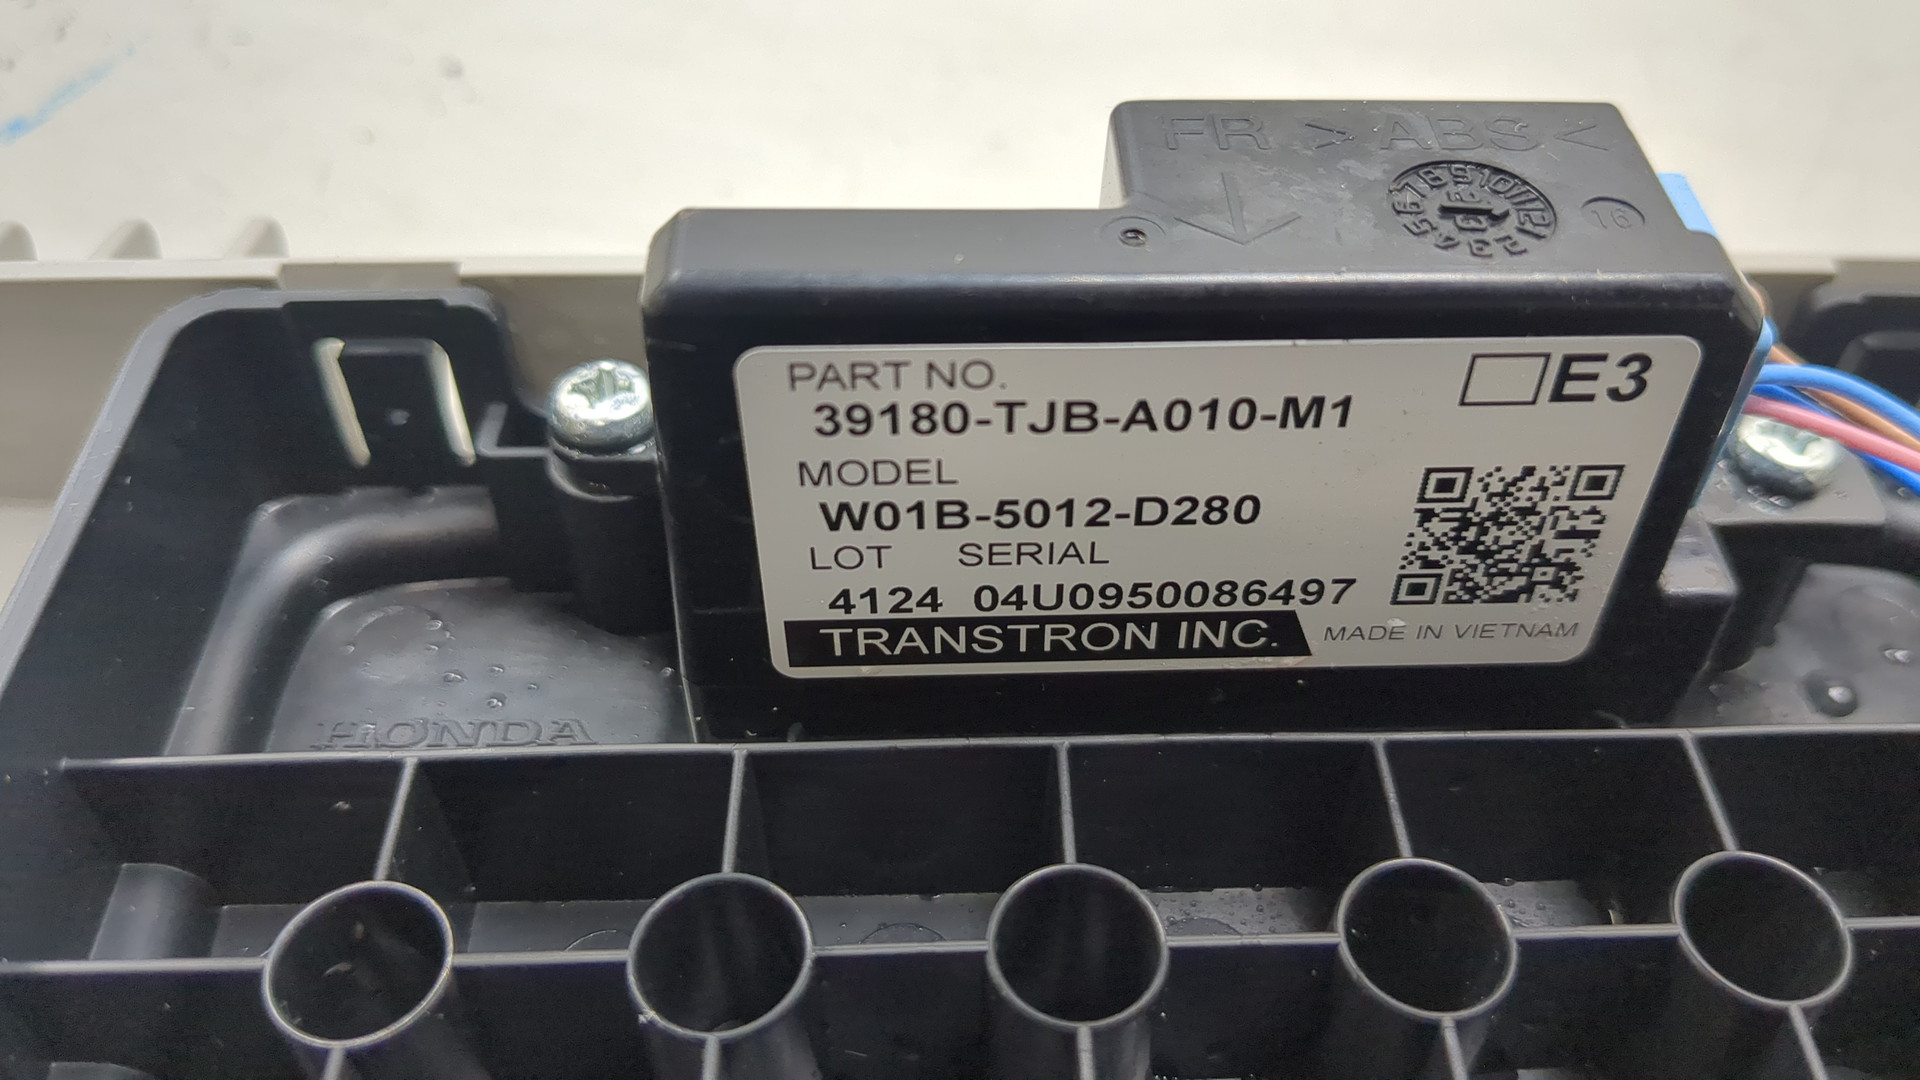 FR >ABS<
16
PART NO.
39180-TJB-A010-M1
E3
MODEL
W01B-5012-D280
LOT SERIAL
4124 04U0950086497
TRANSTRON INC.
MADE IN VIETNAM
HONDA